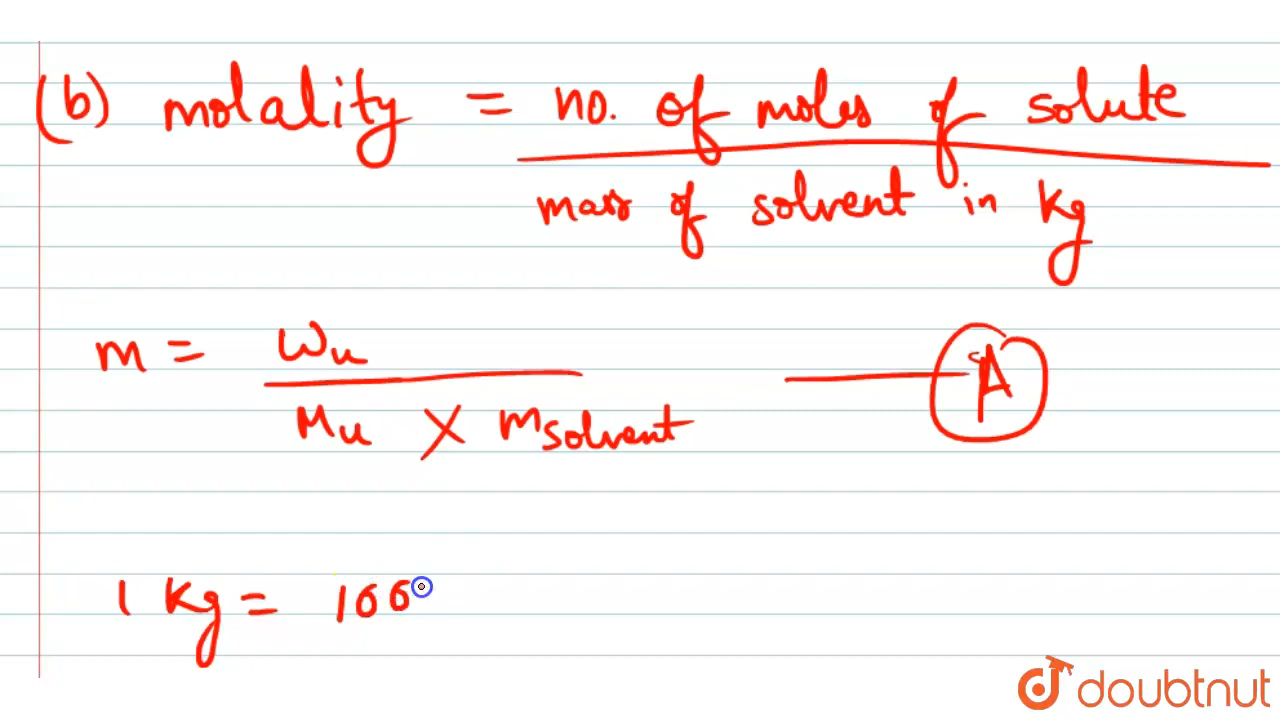 (b) molality = no. of moles of solute
mass of solvent in kg
m = Wu
Mu X msolvent
A
1 Kg = 100
doubtnut